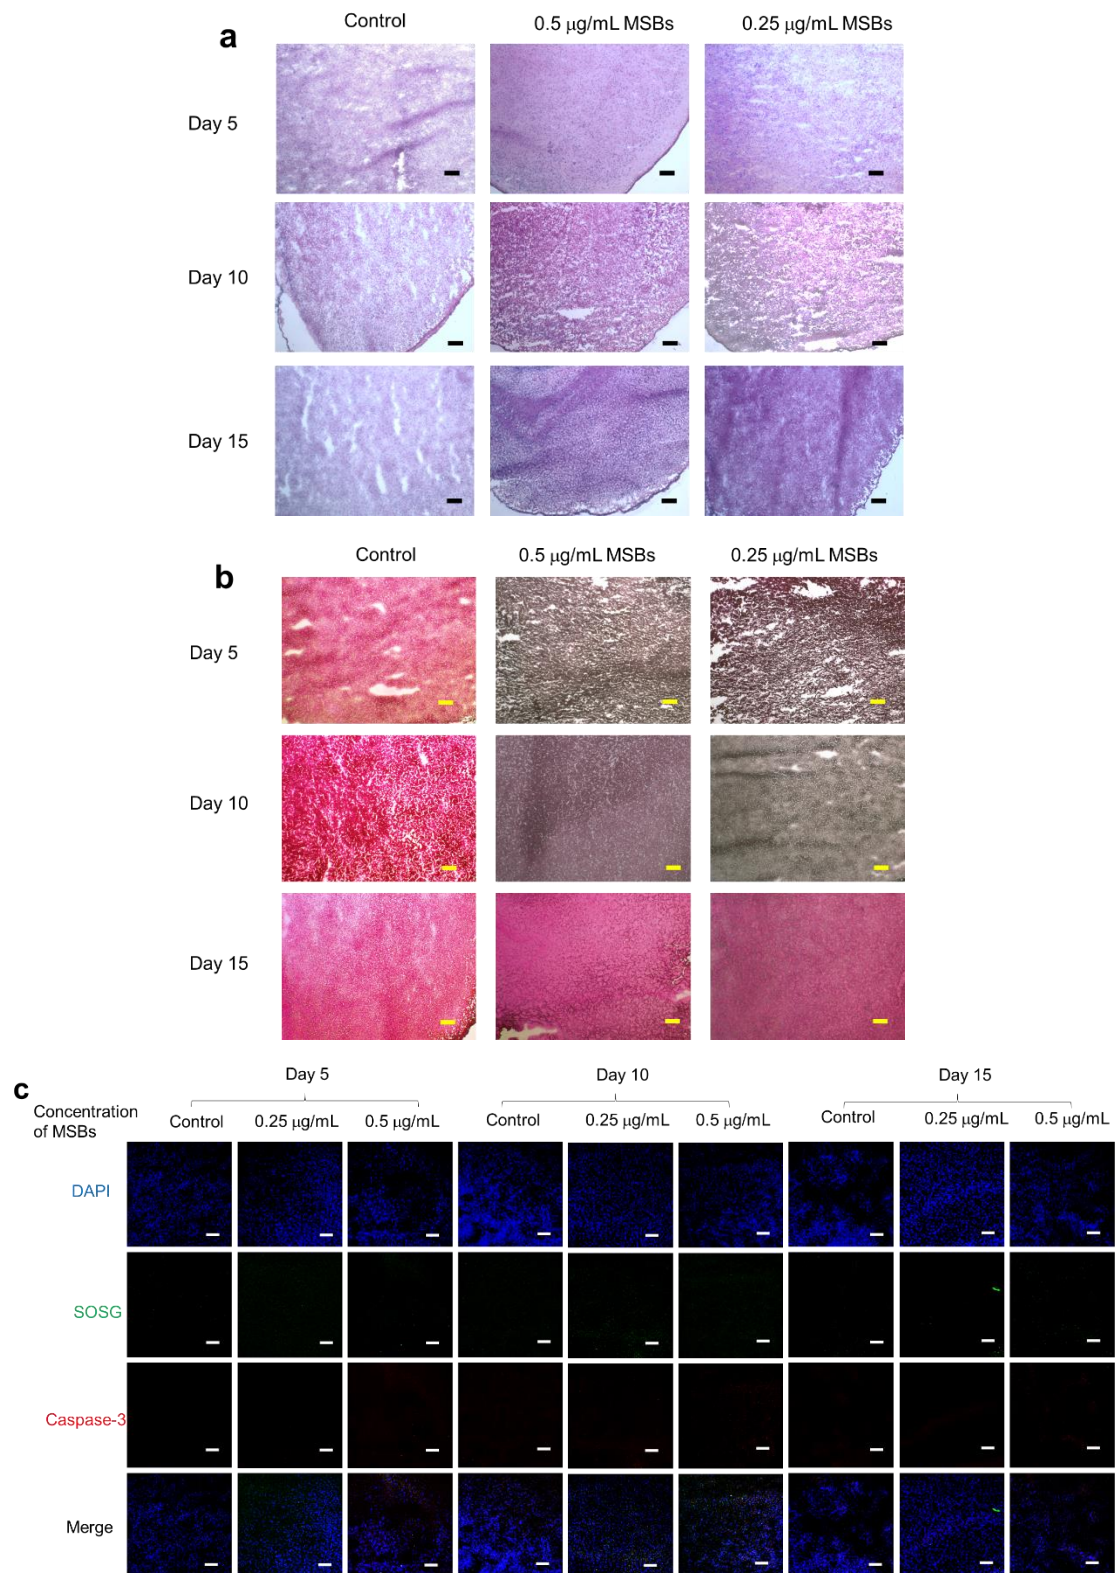 a
Control
0.5 μg/mL MSBs
0.25 μg/mL MSBs
Day 5
Day 10
Day 15
b
Control
0.5 μg/mL MSBs
0.25 μg/mL MSBs
Day 5
Day 10
Day 15
c
Day 5
Day 10
Day 15
Concentration
of MSBs
Control
0.25 μg/mL
0.5 μg/mL
Control
0.25 μg/mL
0.5 μg/mL
Control
0.25 μg/mL
0.5 μg/mL
DAPI
SOSG
Caspase-3
Merge